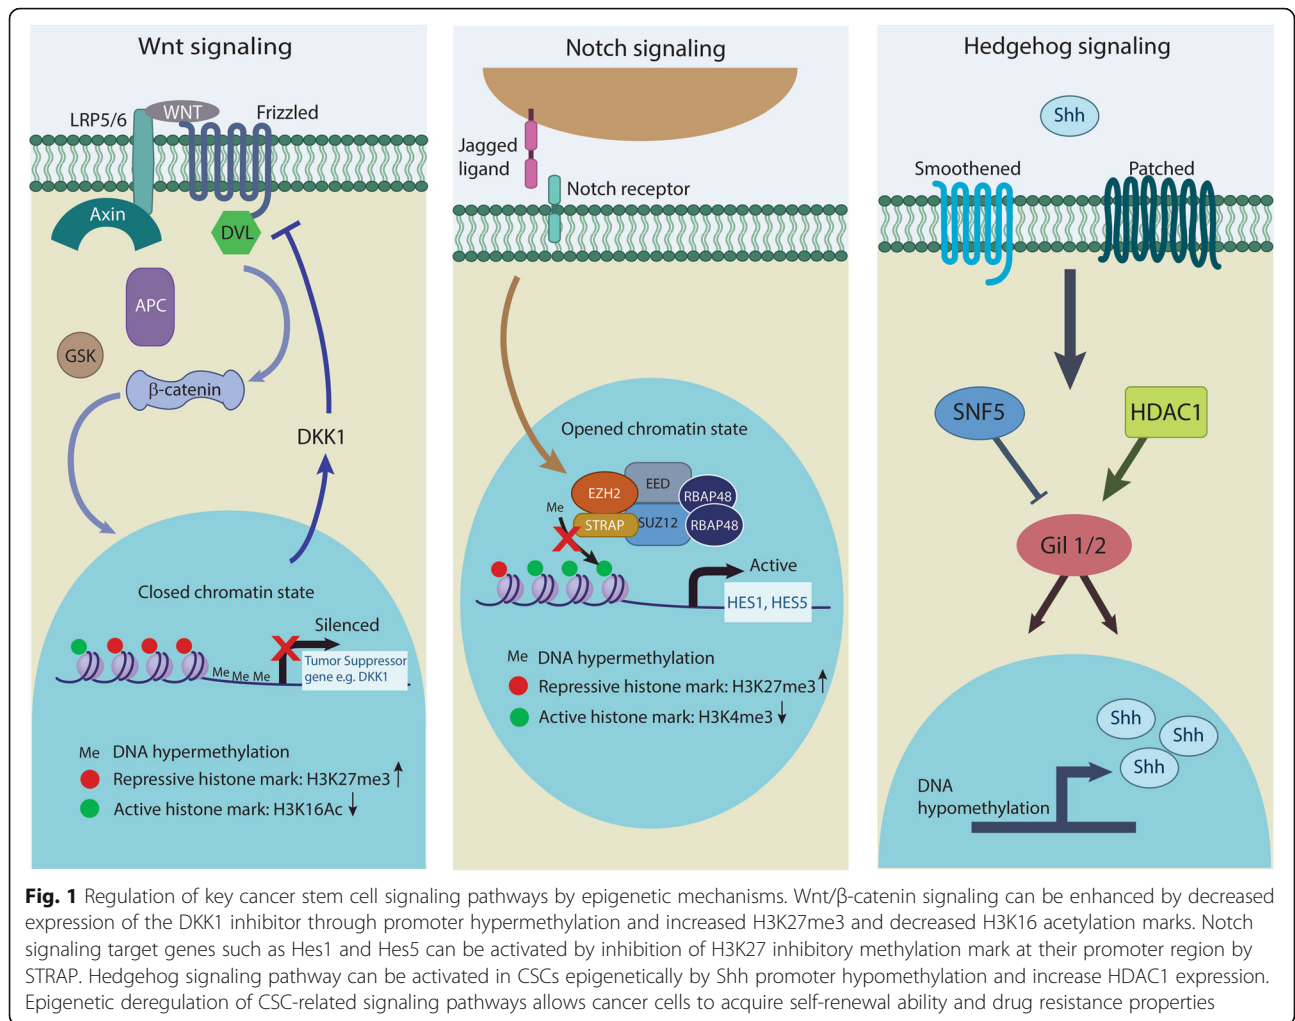 Wnt signaling
LRP5/6
WNT
Frizzled
Axin
DVL
APC
GSK
β-catenin
DKK1
Closed chromatin state
Silenced
Me Me Me
Tumor Suppressor
gene e.g. DKK1
Me DNA hypermethylation
Repressive histone mark: H3K27me3
Active histone mark: H3K16Ac
Notch signaling
Jagged
ligand
Notch receptor
Opened chromatin state
EZH2
EED
RBAP48
Me
STRAP
SUZ12
RBAP48
Active
HES1, HES5
Me DNA hypermethylation
Repressive histone mark: H3K27me3
Active histone mark: H3K4me3
Hedgehog signaling
Shh
Smoothened
Patched
SNF5
HDAC1
Gil 1/2
Shh
Shh
Shh
DNA
hypomethylation
Fig. 1 Regulation of key cancer stem cell signaling pathways by epigenetic mechanisms. Wnt/β-catenin signaling can be enhanced by decreased
expression of the DKK1 inhibitor through promoter hypermethylation and increased H3K27me3 and decreased H3K16 acetylation marks. Notch
signaling target genes such as Hes1 and Hes5 can be activated by inhibition of H3K27 inhibitory methylation mark at their promoter region by
STRAP. Hedgehog signaling pathway can be activated in CSCs epigenetically by Shh promoter hypomethylation and increase HDAC1 expression.
Epigenetic deregulation of CSC-related signaling pathways allows cancer cells to acquire self-renewal ability and drug resistance properties